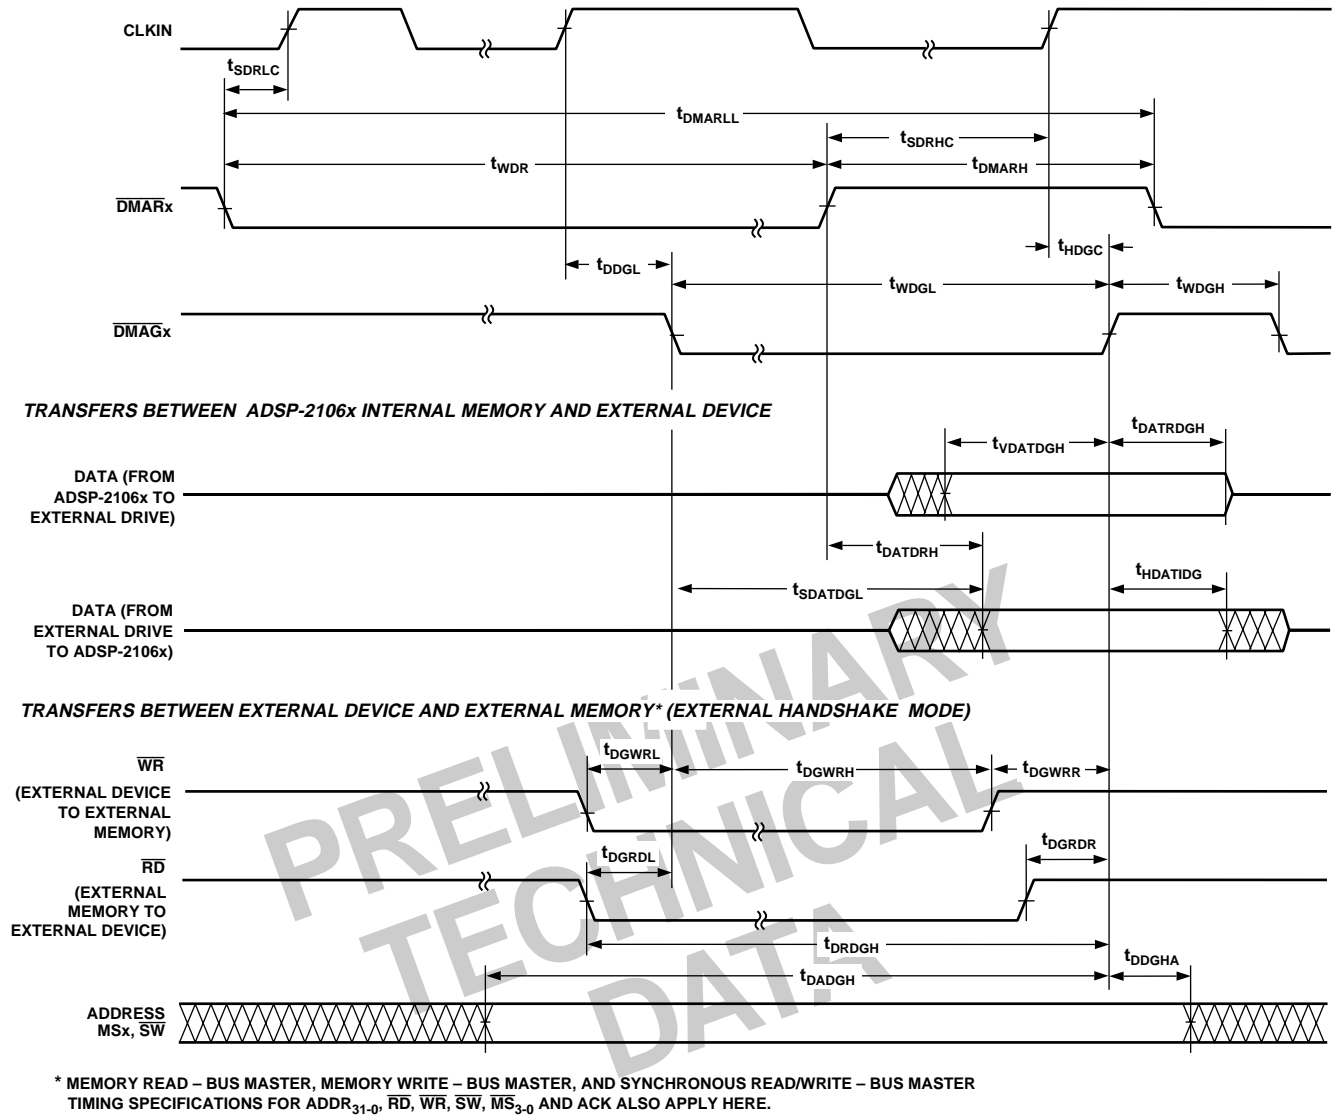 CLKIN
tSDRLC
tDMARLL
tSDRHC
tWDR
tDMARH
DMARx
tHDGC
tDDGL
tWDGL
tWDGH
DMAGx
TRANSFERS BETWEEN ADSP-2106x INTERNAL MEMORY AND EXTERNAL DEVICE
tVDATDGH
tDATRDGH
DATA (FROM
ADSP-2106x TO
EXTERNAL DRIVE)
tDATDRH
tSDATDGL
tHDATIDG
DATA (FROM
EXTERNAL DRIVE
TO ADSP-2106x)
TRANSFERS BETWEEN EXTERNAL DEVICE AND EXTERNAL MEMORY* (EXTERNAL HANDSHAKE MODE)
tDGWRL
tDGWRH
tDGWRR
WR
(EXTERNAL DEVICE
TO EXTERNAL
MEMORY)
tDGRDL
tDGRDR
RD
(EXTERNAL
MEMORY TO
EXTERNAL DEVICE)
tDRDGH
tDADGH
tDDGHA
ADDRESS
MSx, SW
PRELIMINARY
TECHNICAL
DATA
* MEMORY READ – BUS MASTER, MEMORY WRITE – BUS MASTER, AND SYNCHRONOUS READ/WRITE – BUS MASTER
TIMING SPECIFICATIONS FOR ADDR31-0, RD, WR, SW, MS3-0 AND ACK ALSO APPLY HERE.